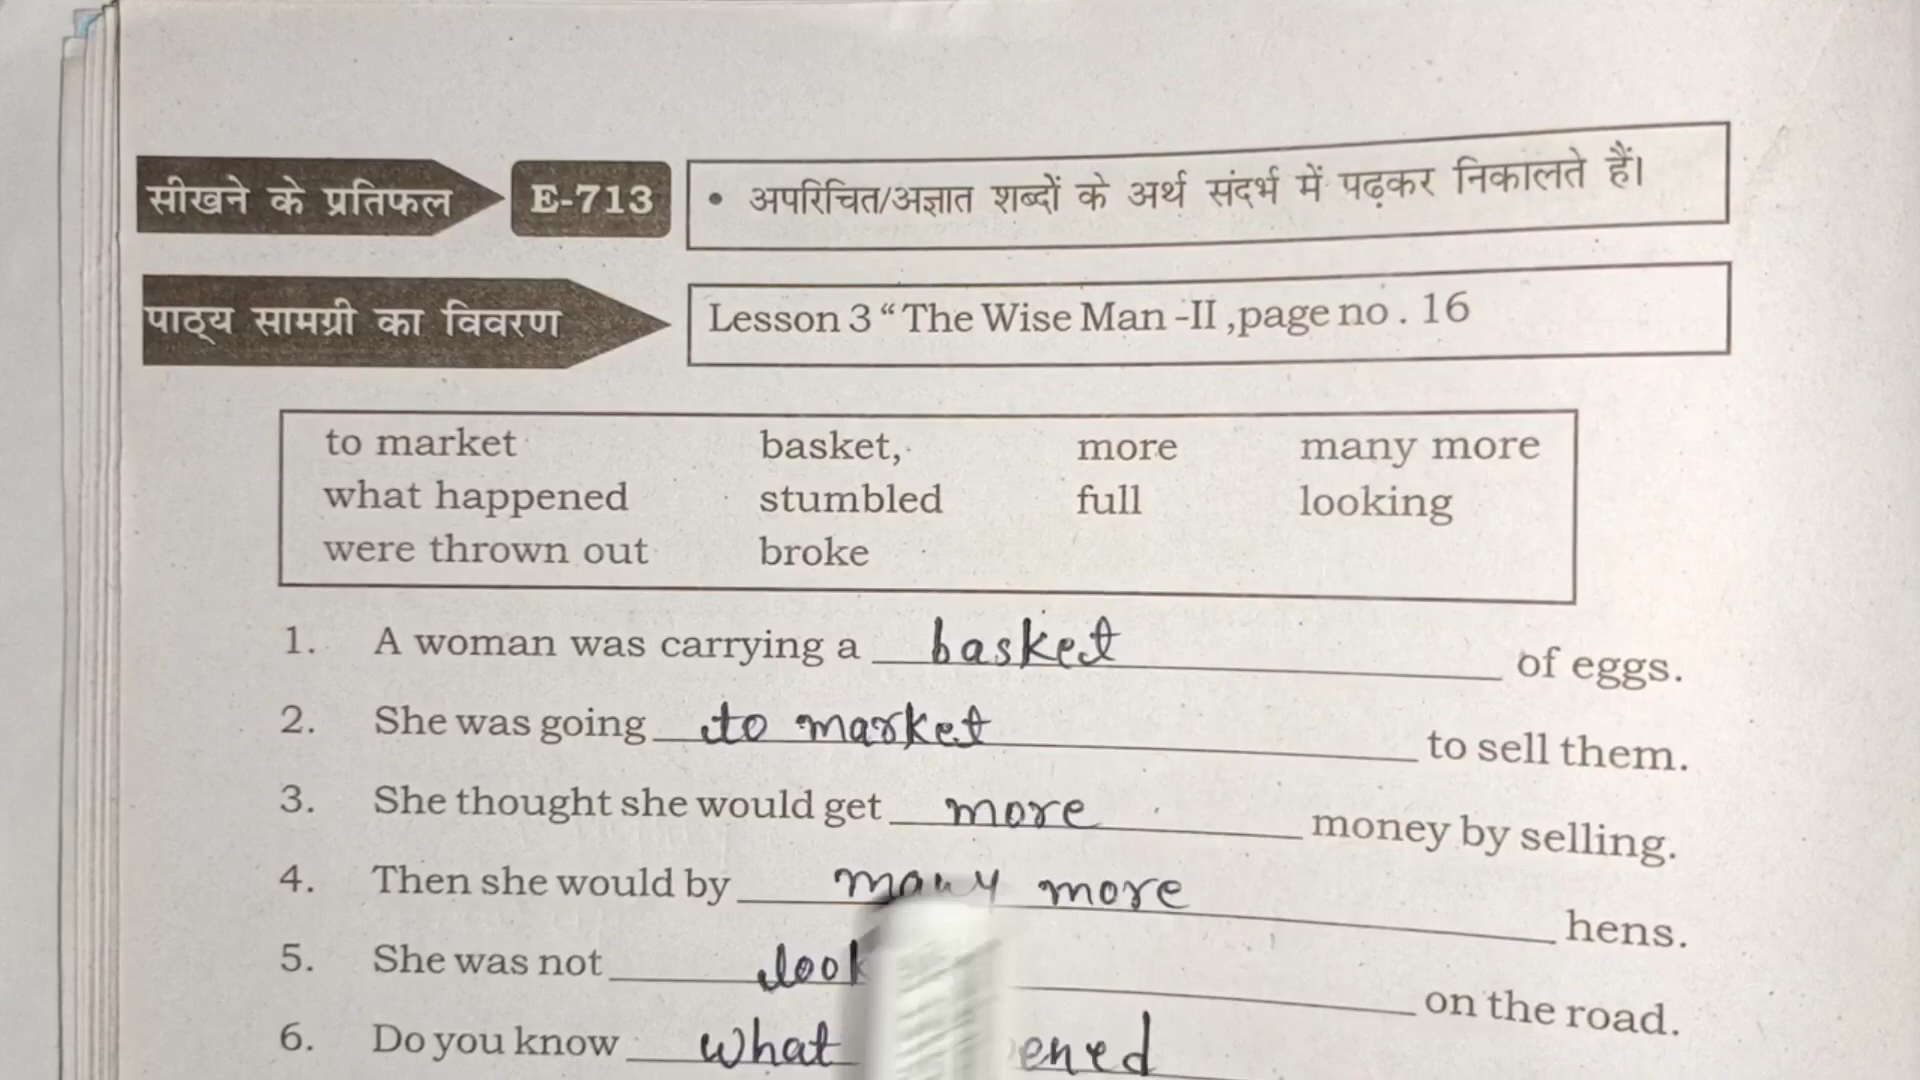 सीखने के प्रतिफल E-713 • अपरिचित/अज्ञात शब्दों के अर्थ संदर्भ में पढ़कर निकालते हैं।
पाठ्य सामग्री का विवरण Lesson 3 “The Wise Man -II ,page no . 16
to market basket, more many more
what happened stumbled full looking
were thrown out broke
1. A woman was carrying a basket of eggs.
2. She was going to market to sell them.
3. She thought she would get more money by selling.
4. Then she would by many more hens.
5. She was not on the road.
6. Do you know what